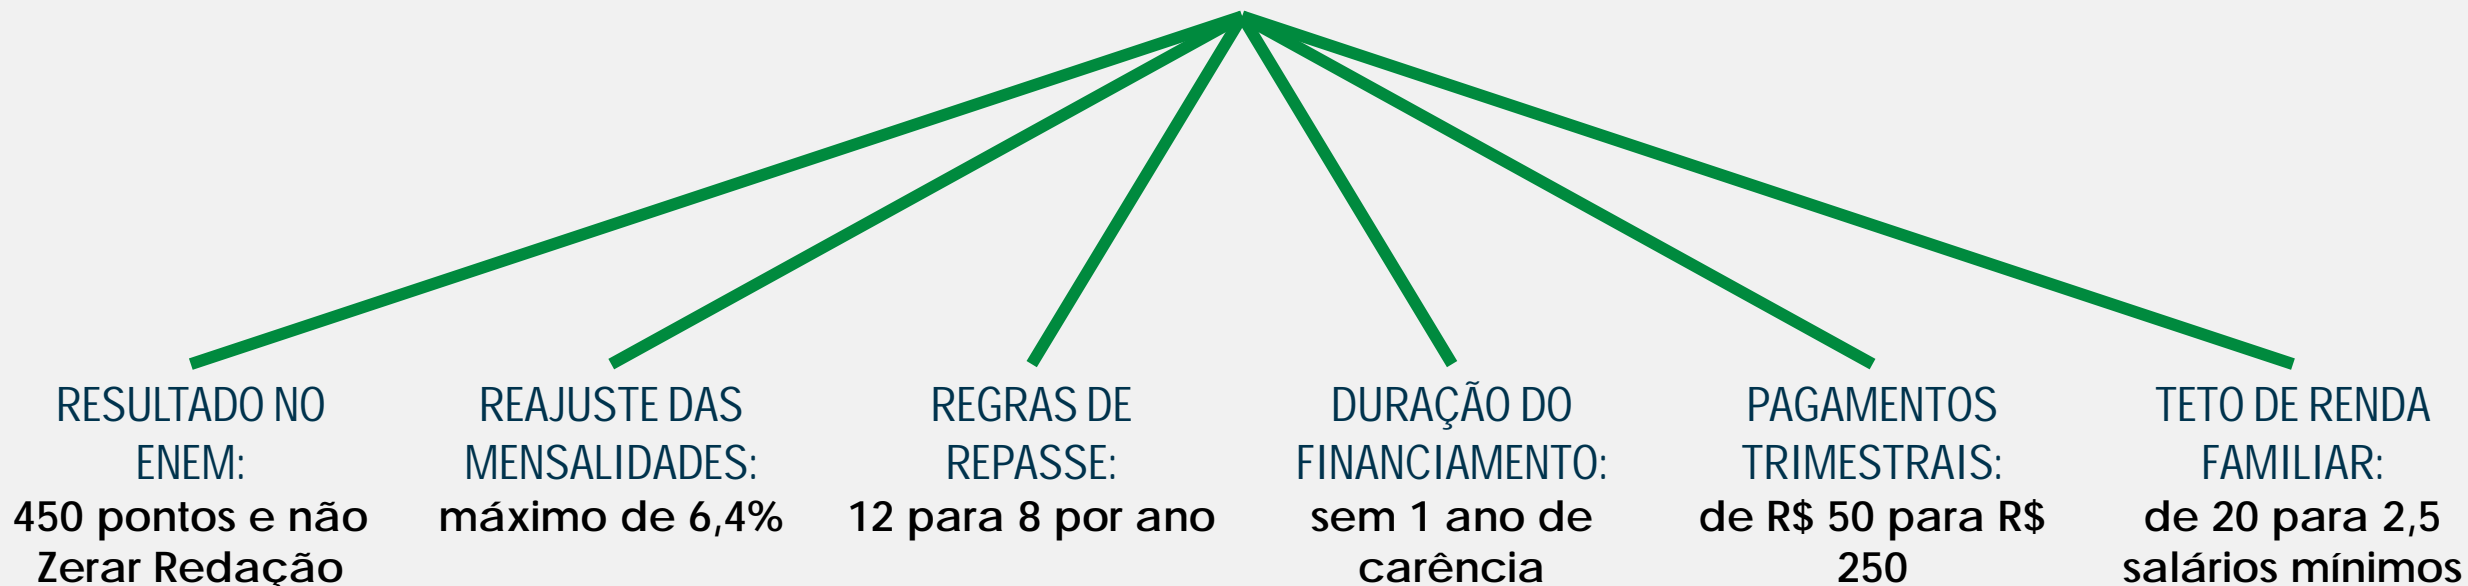 RESULTADO NO
ENEM:
450 pontos e não
Zerar Redação
REAJUSTE DAS
MENSALIDADES:
máximo de 6,4%
REGRAS DE
REPASSE:
12 para 8 por ano
DURAÇÃO DO
FINANCIAMENTO:
sem 1 ano de
carência
PAGAMENTOS
TRIMESTRAIS:
de R$ 50 para R$
250
TETO DE RENDA
FAMILIAR:
de 20 para 2,5
salários mínimos